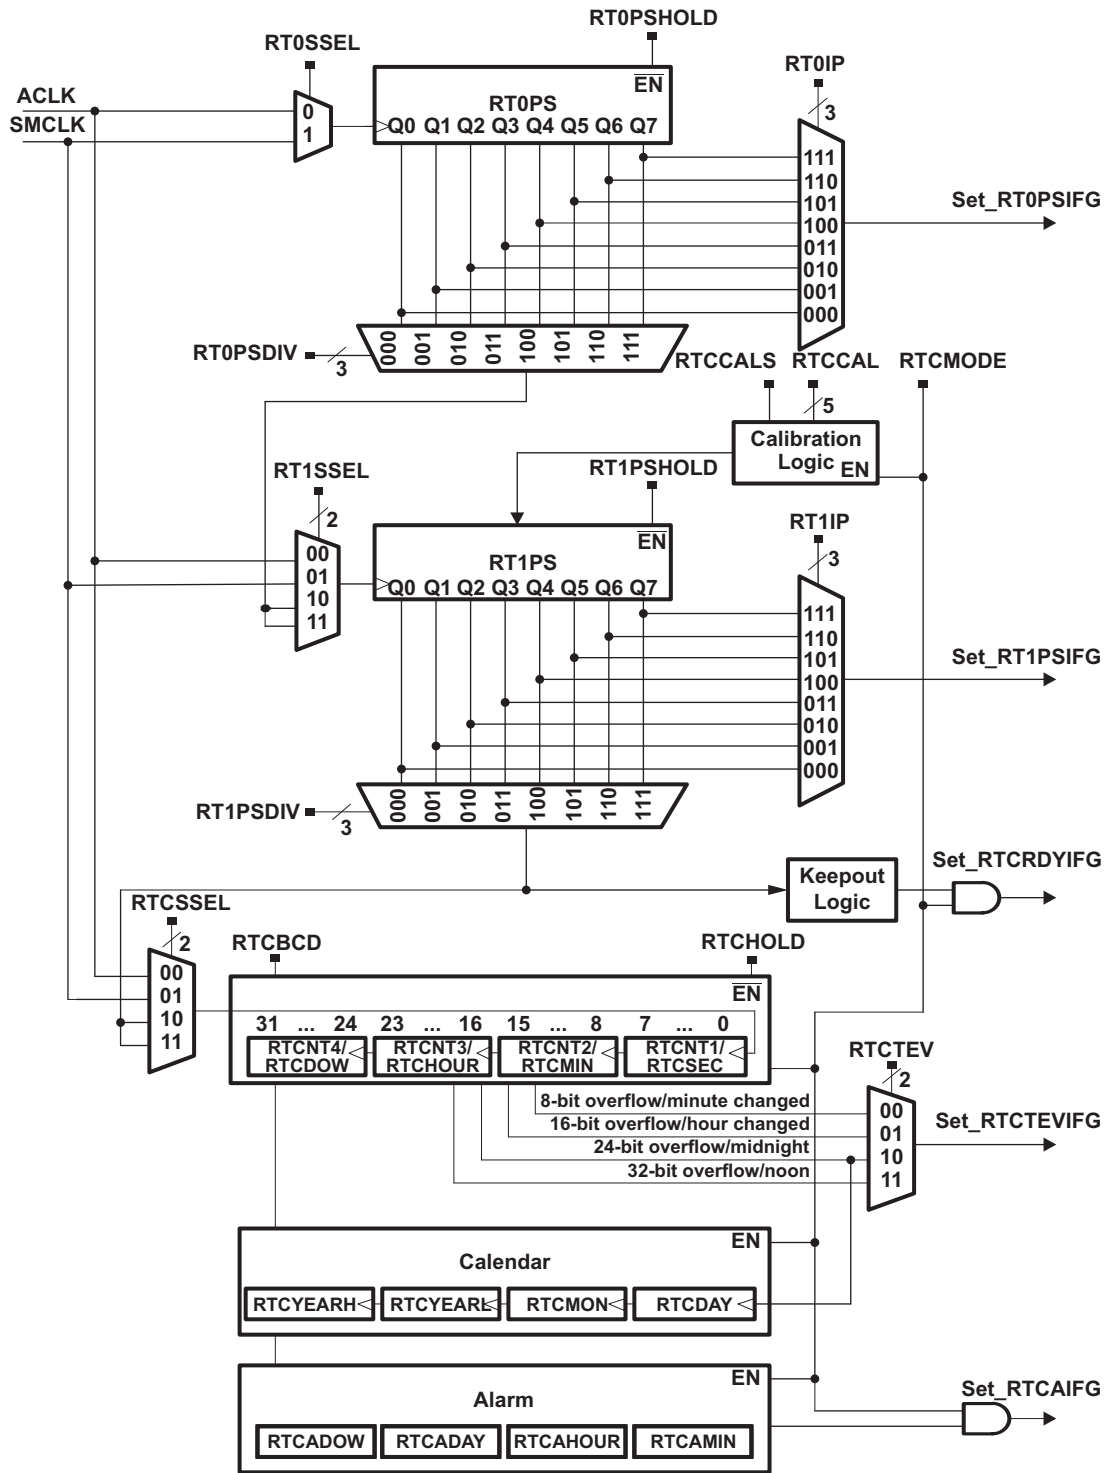 RT0PSHOLD
RT0SSEL
RT0IP
ACLK
SMCLK
0
1
EN
RT0PS
Q0 Q1 Q2 Q3 Q4 Q5 Q6 Q7
3
111
110
101
100
011
010
001
000
Set_RT0PSIFG
RT0PSDIV
3
000 001 010 011 100 101 110 111
RTCCALS RTCCAL RTCMODE
5
Calibration
Logic
EN
RT1SSEL
2
RT1PSHOLD
00
01
10
11
EN
RT1PS
Q0 Q1 Q2 Q3 Q4 Q5 Q6 Q7
RT1IP
3
111
110
101
100
011
010
001
000
Set_RT1PSIFG
RT1PSDIV
3
000 001 010 011 100 101 110 111
Keepout
Logic
Set_RTCRDYIFG
RTCSSEL
2
00
01
10
11
RTCBCD
RTCHOLD
EN
31 ... 24 23 ... 16 15 ... 8 7 ... 0
RTCNT4/
RTCDOW
RTCNT3/
RTCHOUR
RTCNT2/
RTCMIN
RTCNT1/
RTCSEC
RTCTEV
2
8-bit overflow/minute changed
16-bit overflow/hour changed
24-bit overflow/midnight
32-bit overflow/noon
00
01
10
11
Set_RTCTEVIFG
EN
Calendar
RTCYEARH RTCYEARL RTCMON RTCDAY
EN
Alarm
RTCADOW RTCADAY RTCAHOUR RTCAMIN
Set_RTCAIFG